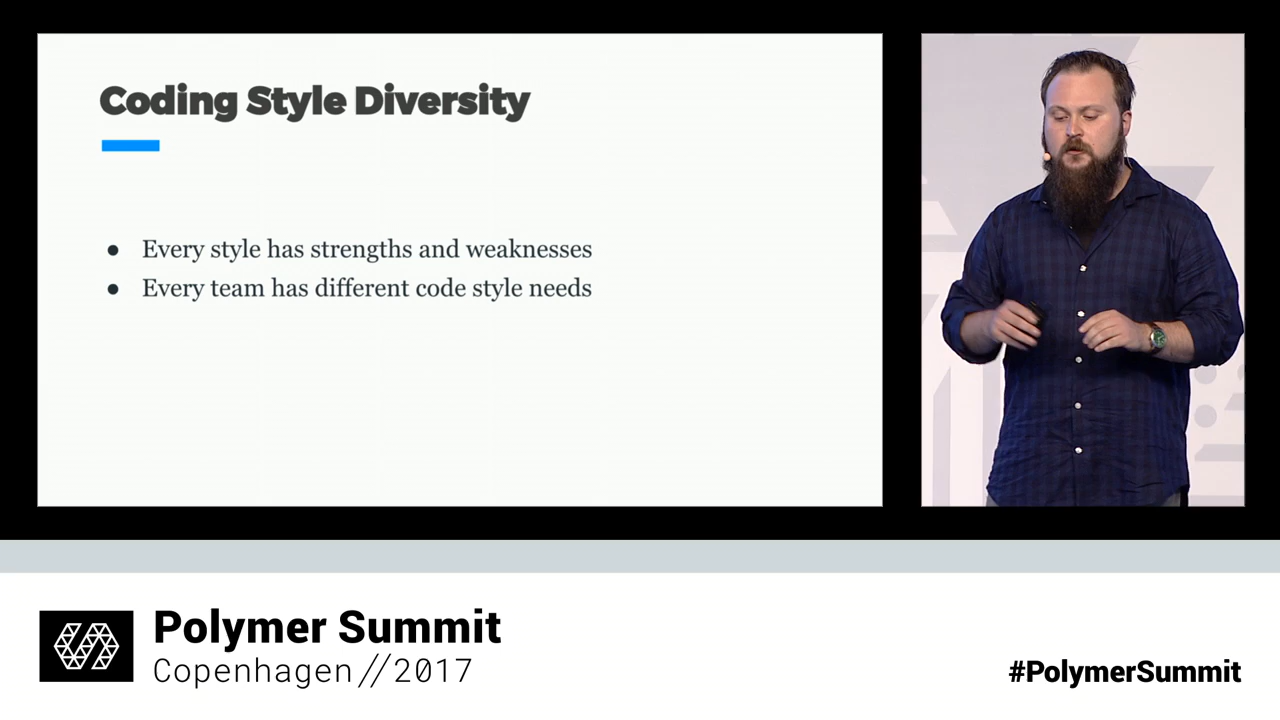 Coding Style Diversity
● Every style has strengths and weaknesses
● Every team has different code style needs
Polymer Summit
Copenhagen//2017
#PolymerSummit